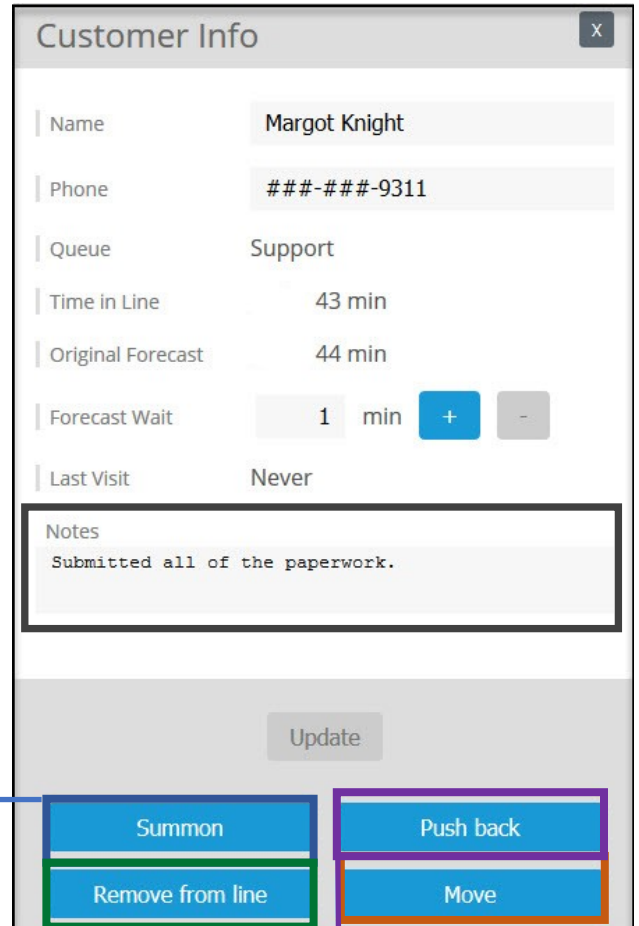 Customer Info X
Name Margot Knight
Phone ###-###-9311
Queue Support
Time in Line 43 min
Original Forecast 44 min
Forecast Wait 1 min + -
Last Visit Never
Notes
Submitted all of the paperwork.
Update
Summon Push back
Remove from line Move